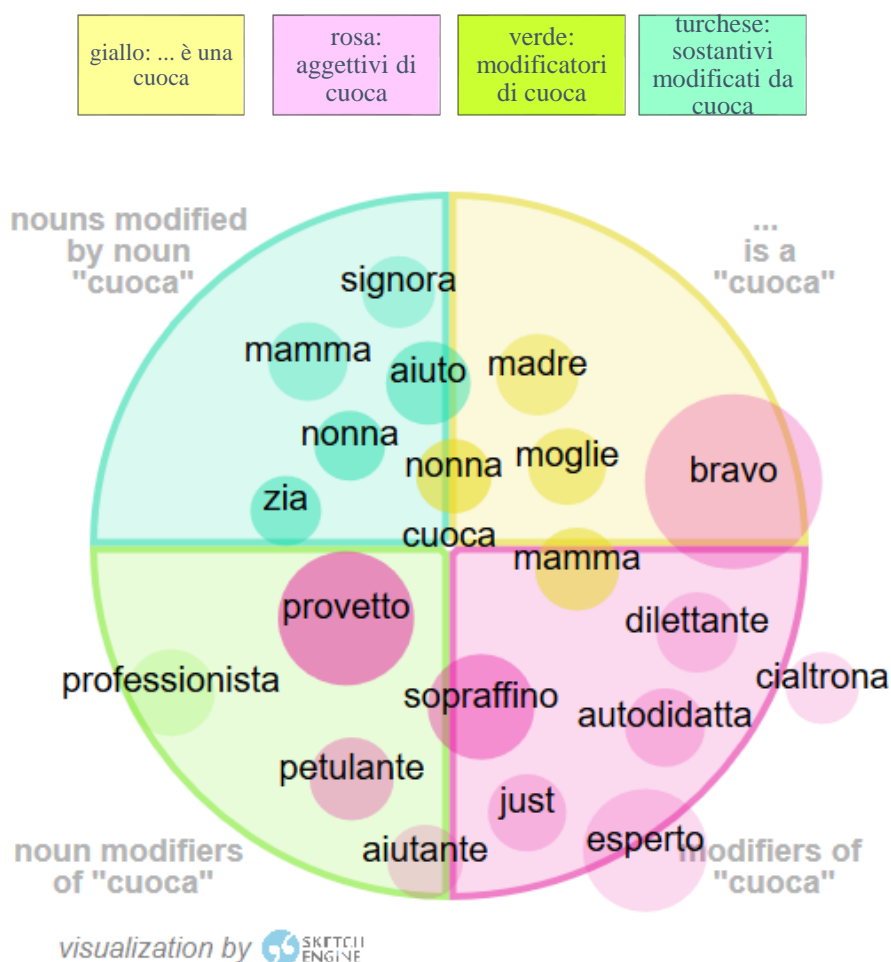 giallo: ... è una
cuoca
rosa:
aggettivi di
cuoca
verde:
modificatori
di cuoca
turchese:
sostantivi
modificati da
cuoca
nouns modified
by noun
"cuoca"
...
is a
"cuoca"
signora
mamma
aiuto
madre
nonna
nonna
moglie
bravo
zia
cuoca
mamma
provetto
dilettante
professionista
sopraffino
cialtrona
autodidatta
petulante
just
aiutante
esperto
noun modifiers
of "cuoca"
modifiers of
"cuoca"
visualization by SKETCH
ENGINE